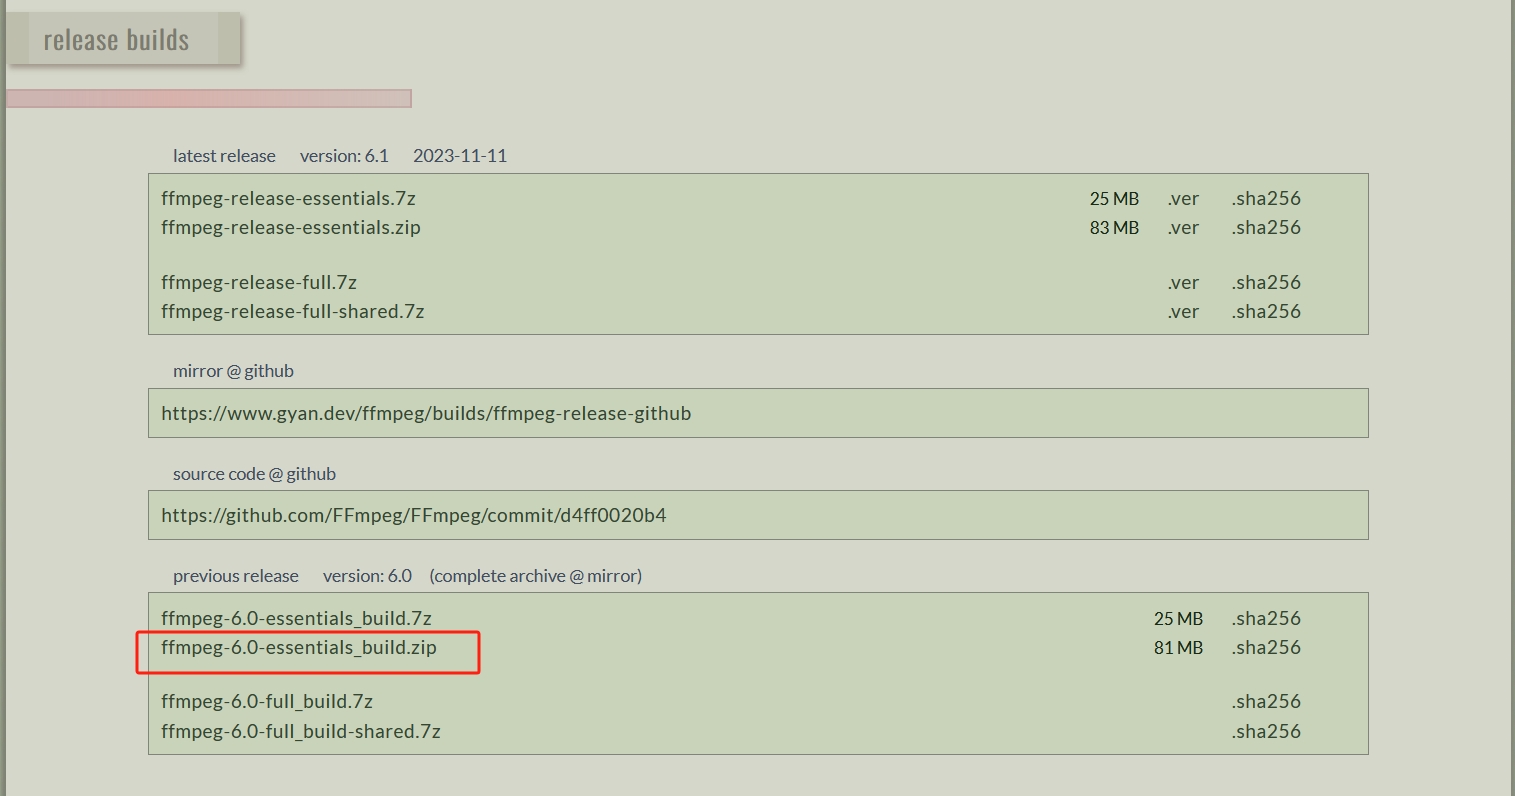 release builds
latest release version: 6.1 2023-11-11
ffmpeg-release-essentials.7z 25 MB .ver .sha256
ffmpeg-release-essentials.zip 83 MB .ver .sha256
ffmpeg-release-full.7z .ver .sha256
ffmpeg-release-full-shared.7z .ver .sha256
mirror @ github
https://www.gyan.dev/ffmpeg/builds/ffmpeg-release-github
source code @ github
https://github.com/FFmpeg/FFmpeg/commit/d4ff0020b4
previous release version: 6.0 (complete archive @ mirror)
ffmpeg-6.0-essentials_build.7z 25 MB .sha256
ffmpeg-6.0-essentials_build.zip 81 MB .sha256
ffmpeg-6.0-full_build.7z .sha256
ffmpeg-6.0-full_build-shared.7z .sha256